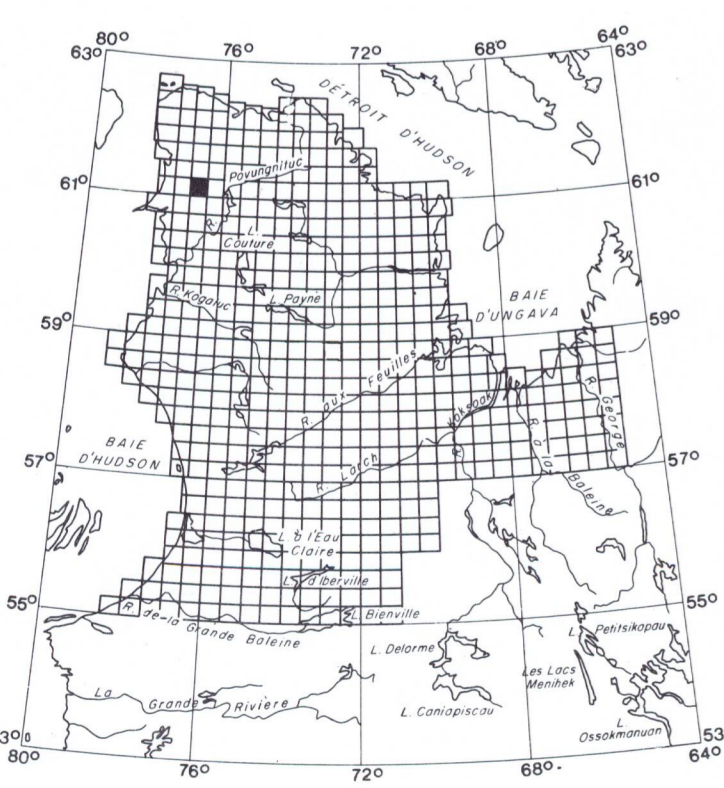 80° 76° 72° 68° 64°
63° 63°
DÉTROIT D'HUDSON
Povungnituc
61° 61°
R.
L.
Couture
R. Kogaluc
L. Payne
BAIE
D'UNGAVA
59° 59°
R. aux Feuilles
Koksoak
R.
R. à la Baleine
R. George
BAIE
D'HUDSON
57° 57°
R. Larch
L. à l'Eau
Claire
L. d'Iberville
55° 55°
R. de-la Grande Baleine
L. Bienville
L. Delorme
L. Petitsikapau
Les Lacs
Menihek
La Grande Rivière
L. Caniapiscau
L.
Ossokmanuan
3° 53
80° 76° 72° 68° 64°